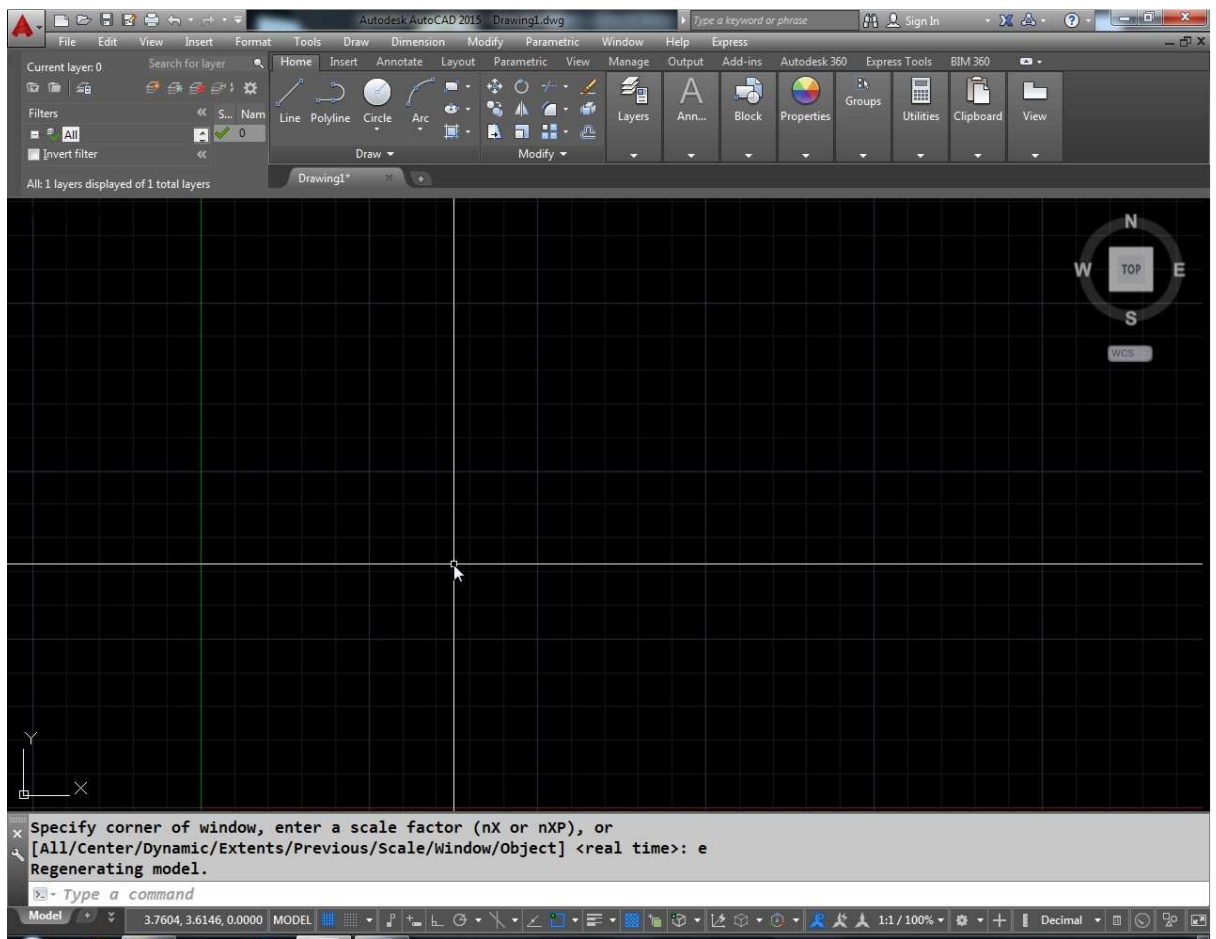 Autodesk AutoCAD 2015 Drawing1.dwg
Type a keyword or phrase
Sign In
File Edit View Insert Format Tools Draw Dimension Modify Parametric Window Help Express
Current layer: 0
Search for layer
Home Insert Annotate Layout Parametric View Manage Output Add-ins Autodesk 360 Express Tools BIM 360
Filters
S... Nam
All
0
Invert filter
All: 1 layers displayed of 1 total layers
Line Polyline Circle Arc
Draw
Modify
Layers
A
Ann...
Block
Properties
Groups
Utilities
Clipboard
View
Drawing1*
N
W TOP E
S
WCS
Y
X
Specify corner of window, enter a scale factor (nX or nXP), or
[All/Center/Dynamic/Extents/Previous/Scale/Window/Object] <real time>: e
Regenerating model.
Type a command
Model 3.7604, 3.6146, 0.0000 MODEL 1:1 / 100% Decimal